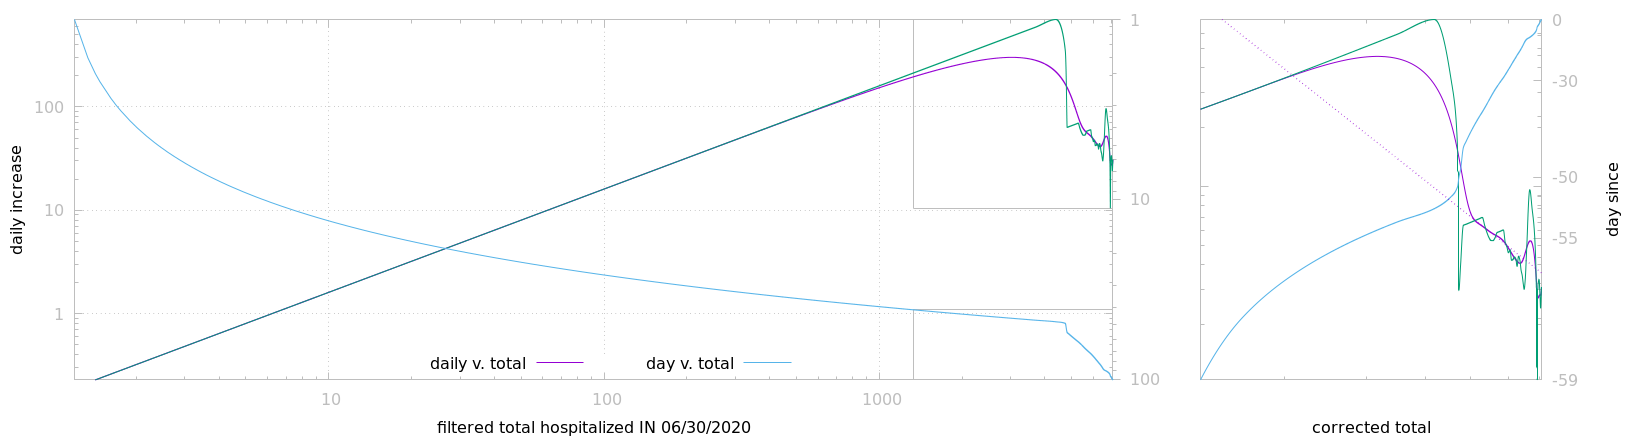 daily increase
100
10
1
10
100
1000
1
10
100
daily v. total
day v. total
filtered total hospitalized IN 06/30/2020
0
-30
-50
-55
-59
day since
corrected total